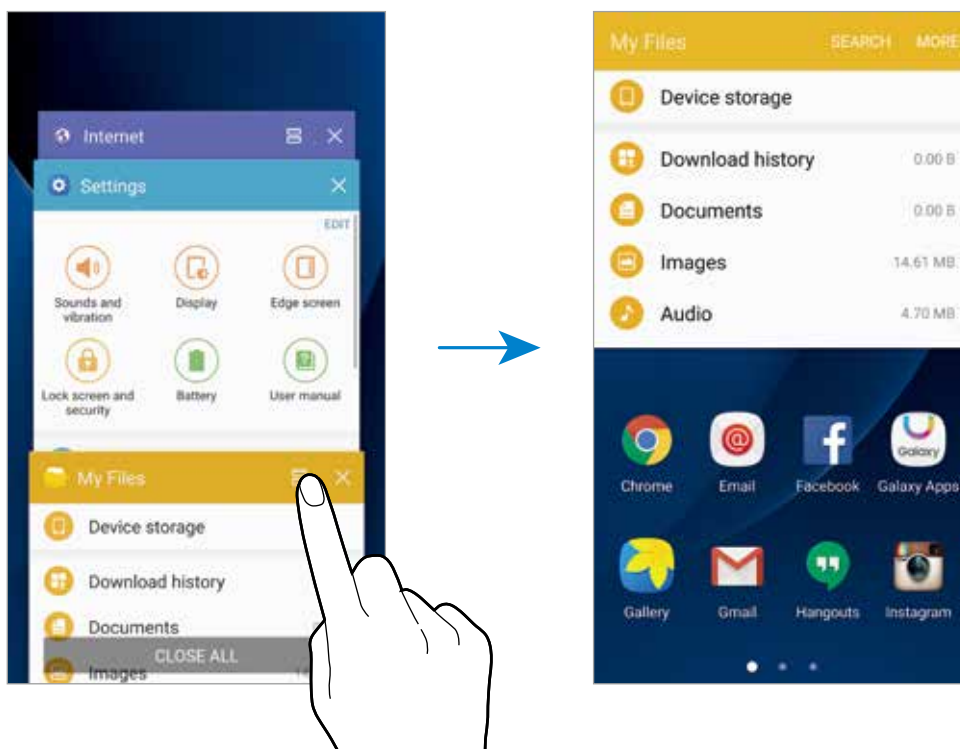 Internet
Settings
EDIT
Sounds and
vibration
Display
Edge screen
Lock screen and
security
Battery
User manual
My Files
Device storage
Download history
Documents
CLOSE ALL
Images
My Files SEARCH MORE
Device storage
Download history 0.00 B
Documents 0.00 B
Images 14.61 MB
Audio 4.70 MB
Galaxy
Chrome Email Facebook Galaxy Apps
Gallery Gmail Hangouts Instagram